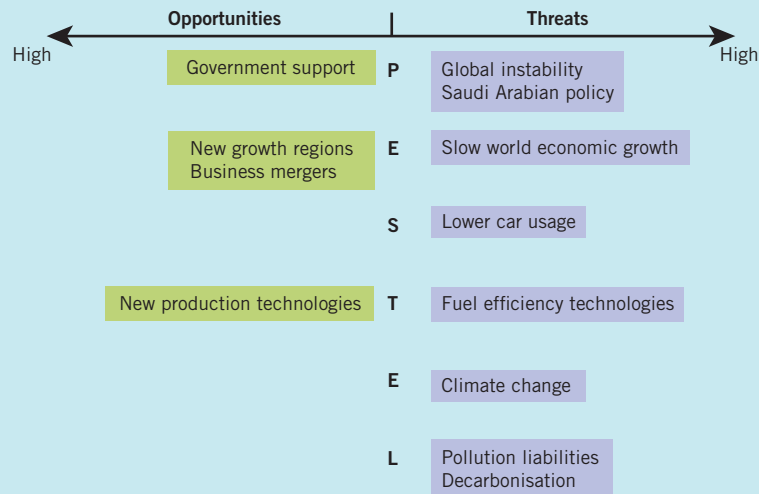 Opportunities
Threats
High
High
Government support
P
Global instability
Saudi Arabian policy
New growth regions
Business mergers
E
Slow world economic growth
S
Lower car usage
New production technologies
T
Fuel efficiency technologies
E
Climate change
L
Pollution liabilities
Decarbonisation